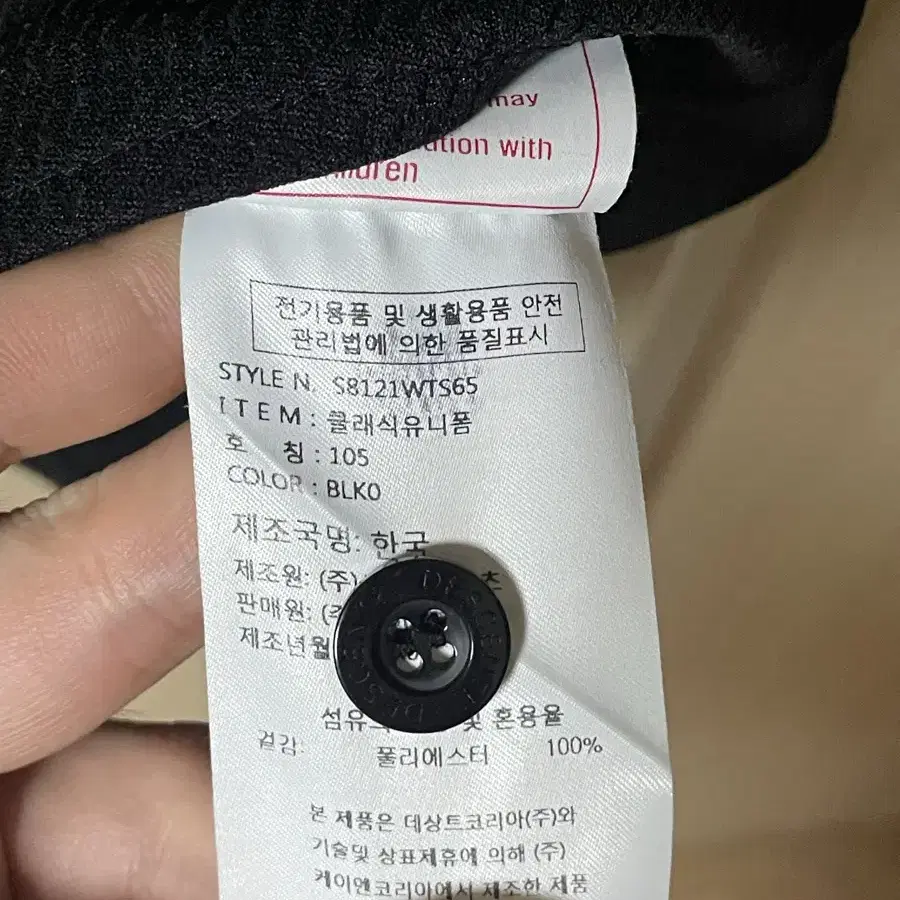 may
ution with
children
전기용품 및 생활용품 안전
관리법에 의한 품질표시
STYLE N. S8121WTS65
ITEM : 클래식유니폼
호 칭 : 105
COLOR : BLK0
제조국명: 한국
제조원: (주)
판매원:
제조년월
DESCENTE DESCENTE
섬유의 및 혼용율
겉감: 폴리에스터 100%
본 제품은 데상트코리아(주)와
기술및 상표제휴에 의해 (주)
케이엔코리아에서 제조한 제품